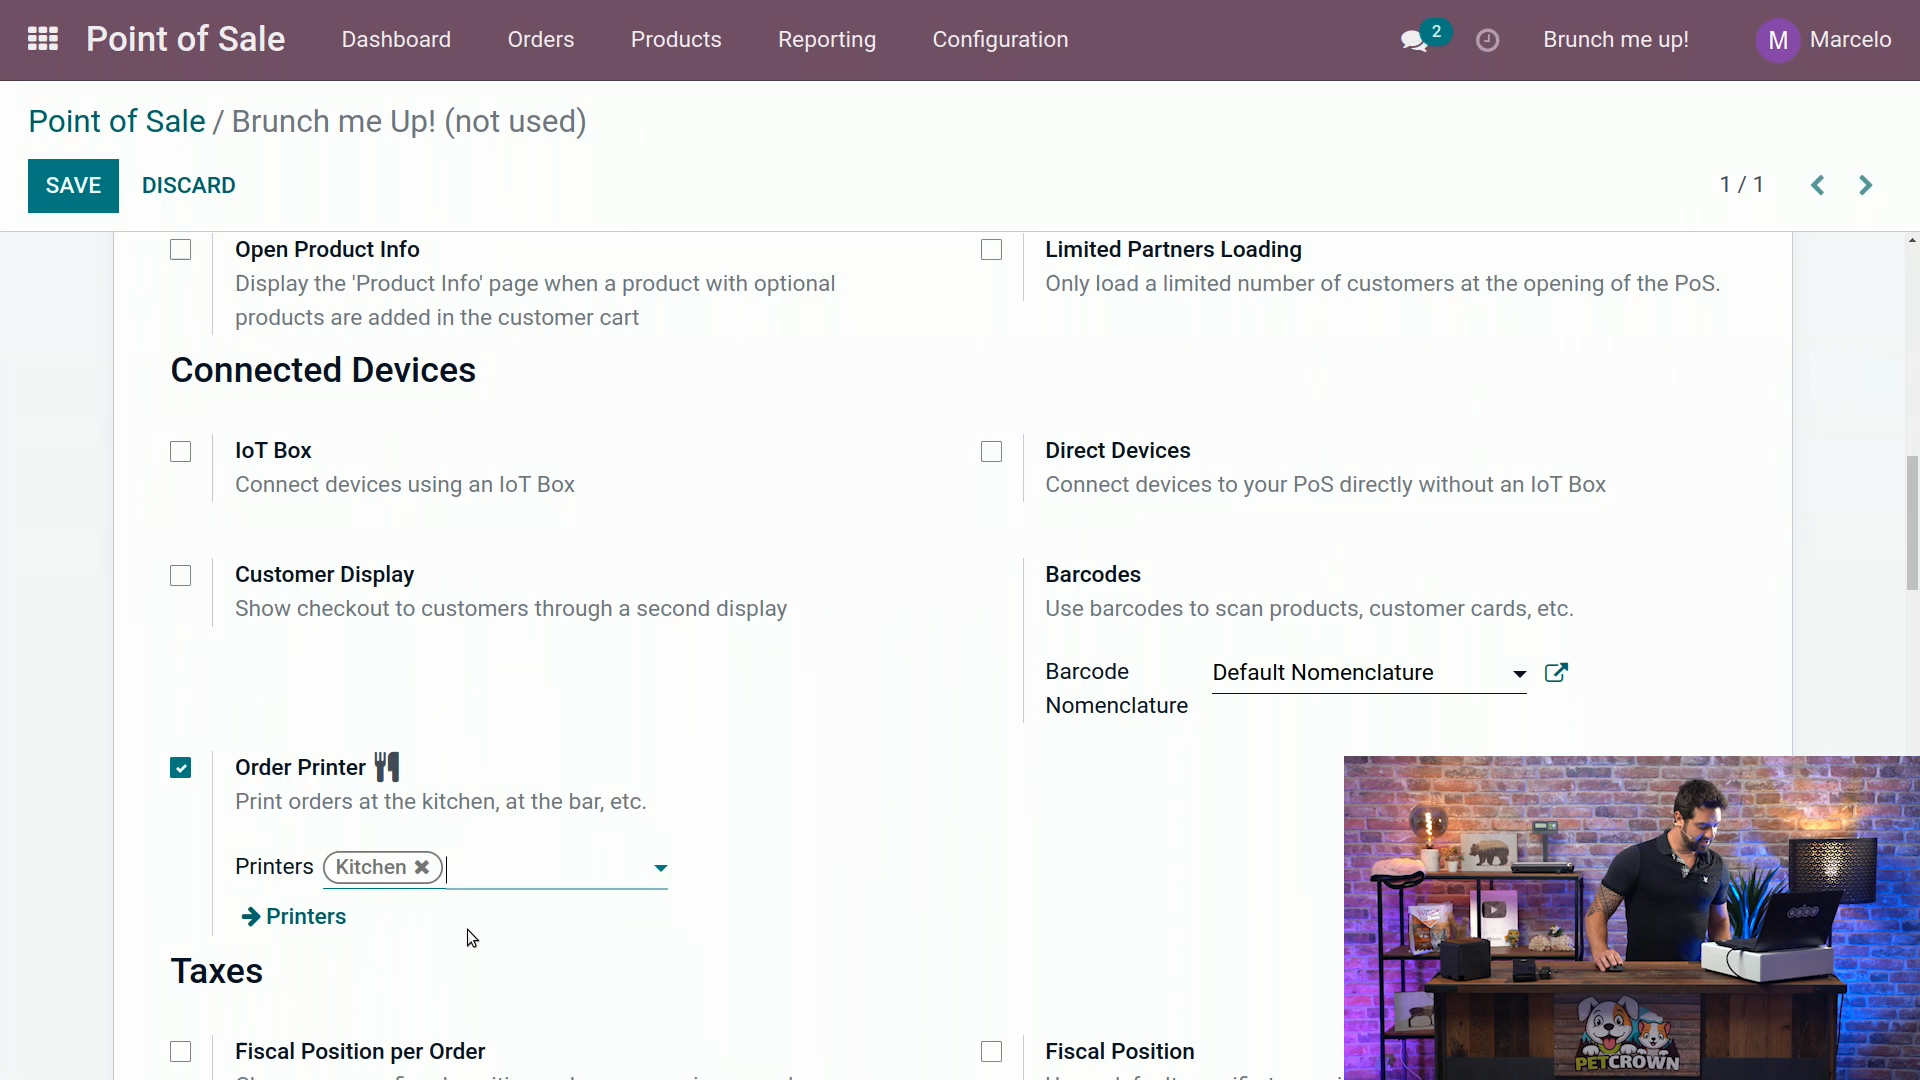 Point of Sale Dashboard Orders Products Reporting Configuration 2 Brunch me up! M Marcelo
Point of Sale / Brunch me Up! (not used)
SAVE DISCARD 1 / 1
Open Product Info
Display the 'Product Info' page when a product with optional
products are added in the customer cart
Limited Partners Loading
Only load a limited number of customers at the opening of the PoS.
Connected Devices
IoT Box
Connect devices using an IoT Box
Direct Devices
Connect devices to your PoS directly without an IoT Box
Customer Display
Show checkout to customers through a second display
Barcodes
Use barcodes to scan products, customer cards, etc.
Barcode
Nomenclature
Default Nomenclature
Order Printer
Print orders at the kitchen, at the bar, etc.
Printers Kitchen
Printers
Taxes
Fiscal Position per Order
Fiscal Position
odoo
PETCROWN